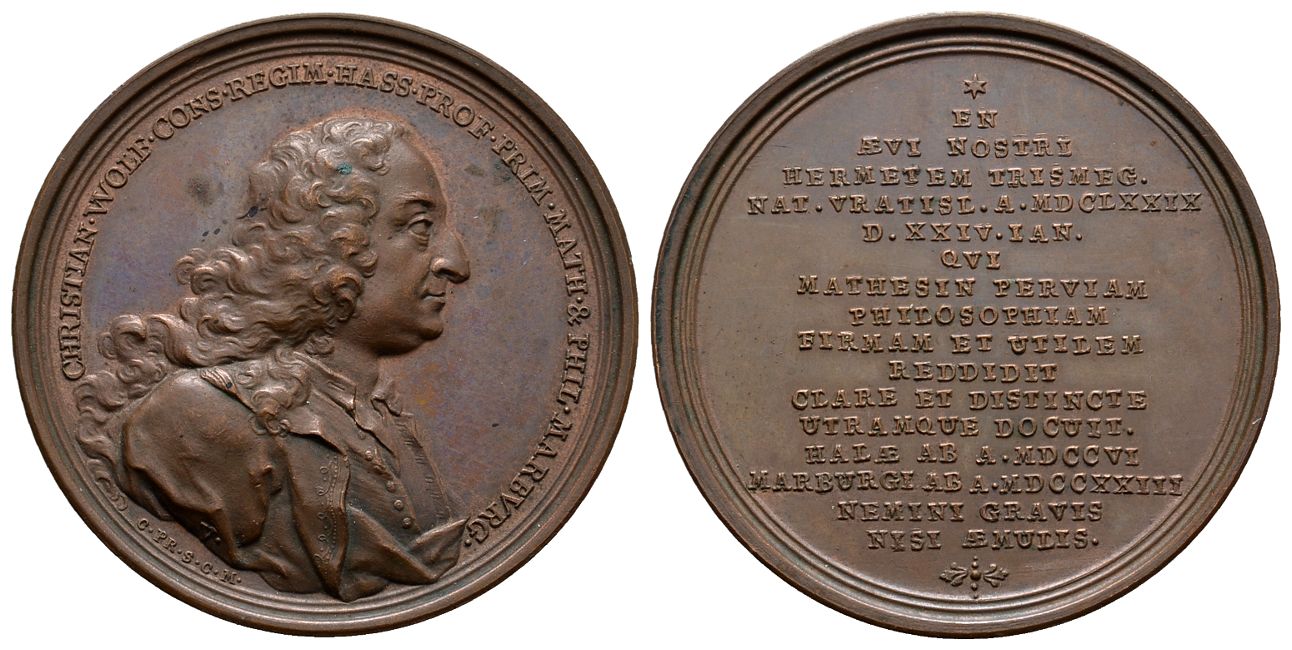 CHRISTIAN·WOLF·CONS·REGIM·HASS·PROF·PRIM·MATH·&·PHIL·MARBVRG·
V. C·PR·S·C·M·
EN
ÆVI NOSTRI
HERMETEM TRISMEG.
NAT.VRATISL.A.MDCLXXIX
D.XXIV.IAN.
QVI
MATHESIN PERVIAM
PHILOSOPHIAM
FIRMAM ET UTILEM
REDDIDIT
CLARE ET DISTINCTE
UTRAMQUE DOCUIT.
HALÆ AB A.MDCCVI
MARBURGI AB A.MDCCXXIII
NEMINI GRAVIS
NISI ÆMULIS.